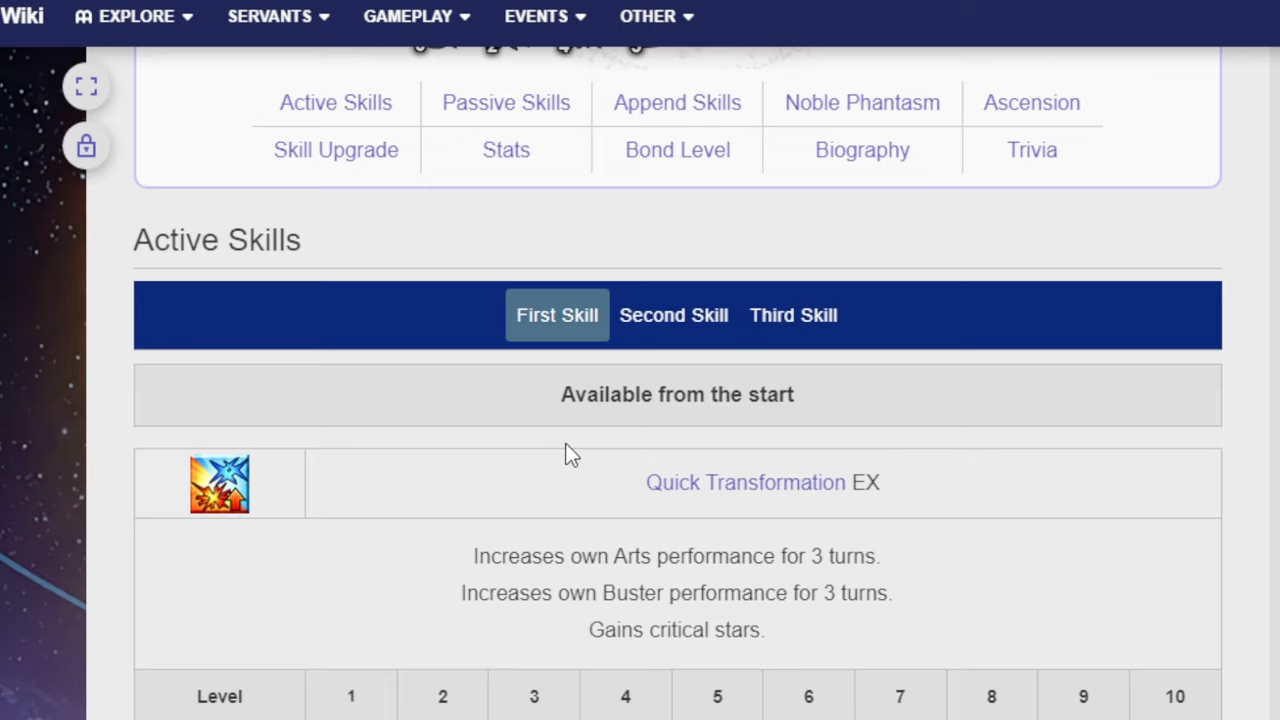 Wiki EXPLORE SERVANTS GAMEPLAY EVENTS OTHER
Active Skills Passive Skills Append Skills Noble Phantasm Ascension
Skill Upgrade Stats Bond Level Biography Trivia
Active Skills
First Skill Second Skill Third Skill
Available from the start
Quick Transformation EX
Increases own Arts performance for 3 turns.
Increases own Buster performance for 3 turns.
Gains critical stars.
Level 1 2 3 4 5 6 7 8 9 10